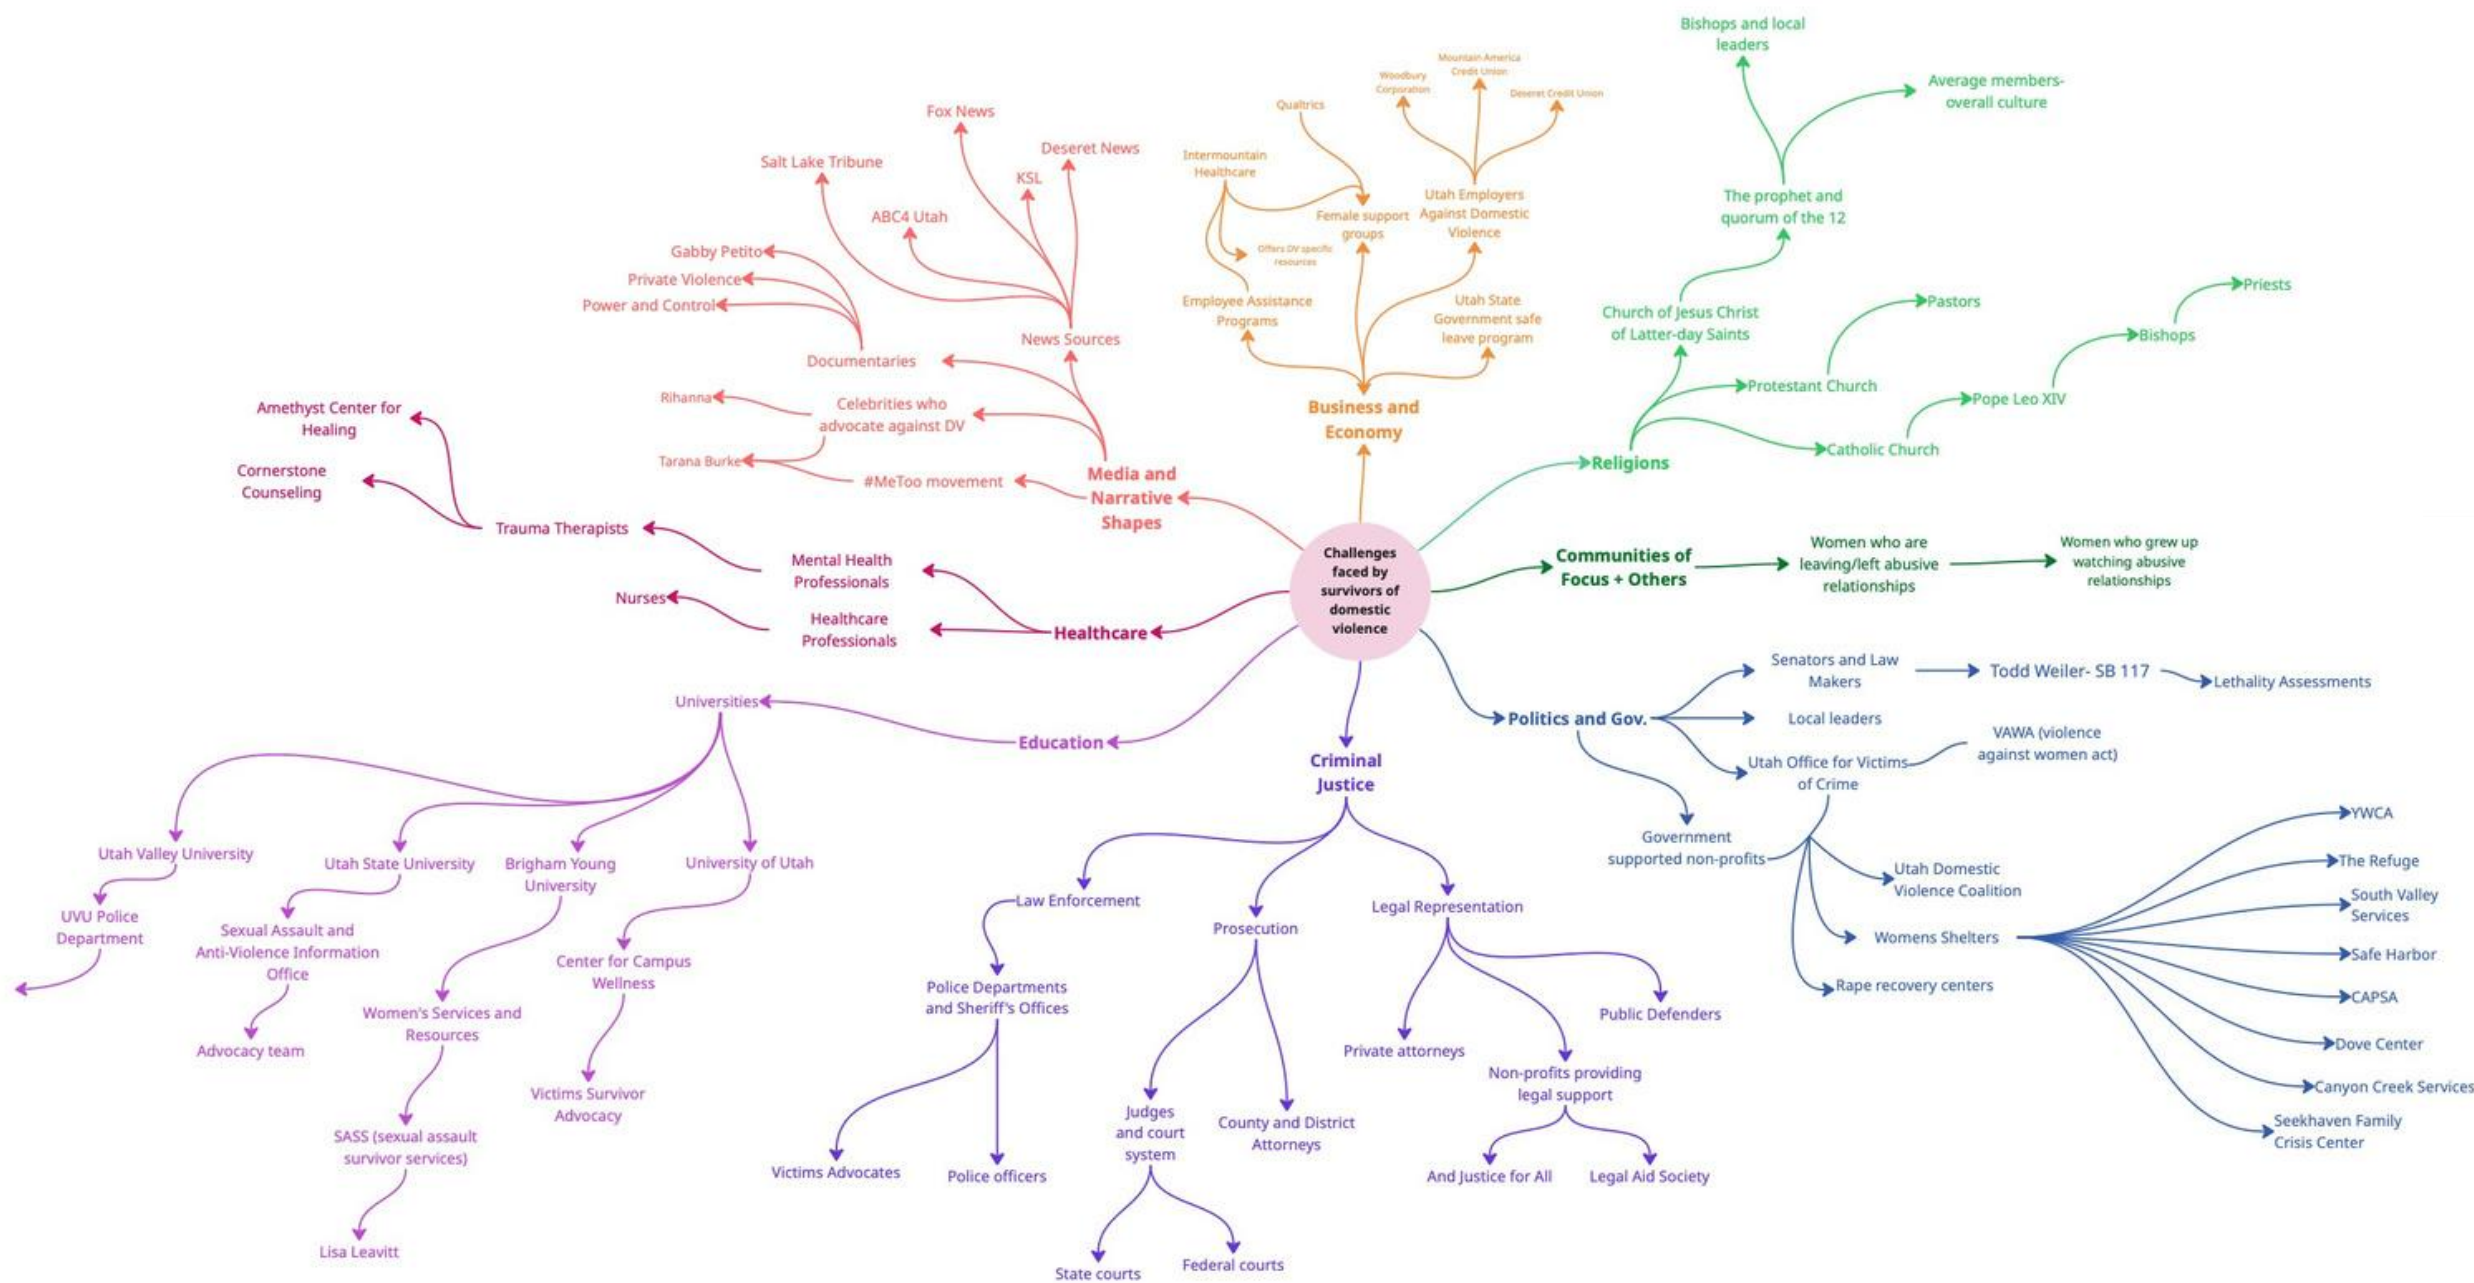 Challenges
faced by
survivors of
domestic
violence
Business and
Economy
Employee Assistance
Programs
Intermountain
Healthcare
Offers DV specific
resources
Qualtrics
Female support
groups
Utah Employers
Against Domestic
Violence
Woodbury
Corporation
Mountain America
Credit Union
Deseret Credit Union
Utah State
Government safe
leave program
Religions
Church of Jesus Christ
of Latter-day Saints
The prophet and
quorum of the 12
Bishops and local
leaders
Average members-
overall culture
Protestant Church
Pastors
Catholic Church
Pope Leo XIV
Bishops
Priests
Communities of
Focus + Others
Women who are
leaving/left abusive
relationships
Women who grew up
watching abusive
relationships
Politics and Gov.
Senators and Law
Makers
Todd Weiler- SB 117
Lethality Assessments
Local leaders
Utah Office for Victims
of Crime
VAWA (violence
against women act)
Government
supported non-profits
Utah Domestic
Violence Coalition
Womens Shelters
Rape recovery centers
YWCA
The Refuge
South Valley
Services
Safe Harbor
CAPSA
Dove Center
Canyon Creek Services
Seekhaven Family
Crisis Center
Criminal
Justice
Law Enforcement
Police Departments
and Sheriff's Offices
Victims Advocates
Police officers
Prosecution
Judges
and court
system
State courts
Federal courts
County and District
Attorneys
Legal Representation
Private attorneys
Non-profits providing
legal support
And Justice for All
Legal Aid Society
Public Defenders
Education
Universities
Utah Valley University
UVU Police
Department
Utah State University
Sexual Assault and
Anti-Violence Information
Office
Advocacy team
Brigham Young
University
Women's Services and
Resources
SASS (sexual assault
survivor services)
Lisa Leavitt
University of Utah
Center for Campus
Wellness
Victims Survivor
Advocacy
Healthcare
Mental Health
Professionals
Trauma Therapists
Amethyst Center for
Healing
Cornerstone
Counseling
Healthcare
Professionals
Nurses
Media and
Narrative
Shapes
#MeToo movement
Tarana Burke
Celebrities who
advocate against DV
Rihanna
Documentaries
Gabby Petito
Private Violence
Power and Control
News Sources
Salt Lake Tribune
ABC4 Utah
Fox News
KSL
Deseret News